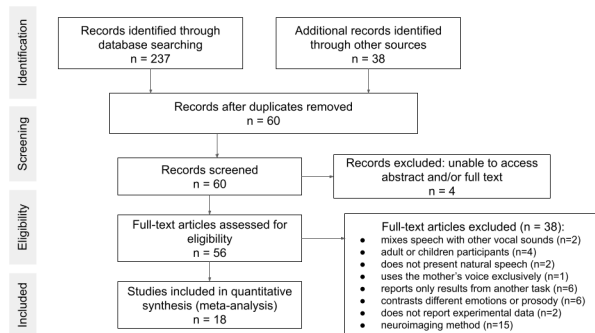 Identification
Records identified through
database searching
n = 237
Additional records identified
through other sources
n = 38
Screening
Records after duplicates removed
n = 60
Records screened
n = 60
Records excluded: unable to access
abstract and/or full text
n = 4
Eligibility
Full-text articles assessed for
eligibility
n = 56
Full-text articles excluded (n = 38):
● mixes speech with other vocal sounds (n=2)
● adult or children participants (n=4)
● does not present natural speech (n=2)
● uses the mother's voice exclusively (n=1)
● reports only results from another task (n=6)
● contrasts different emotions or prosody (n=6)
● does not report experimental data (n=2)
● neuroimaging method (n=15)
Included
Studies included in quantitative
synthesis (meta-analysis)
n = 18